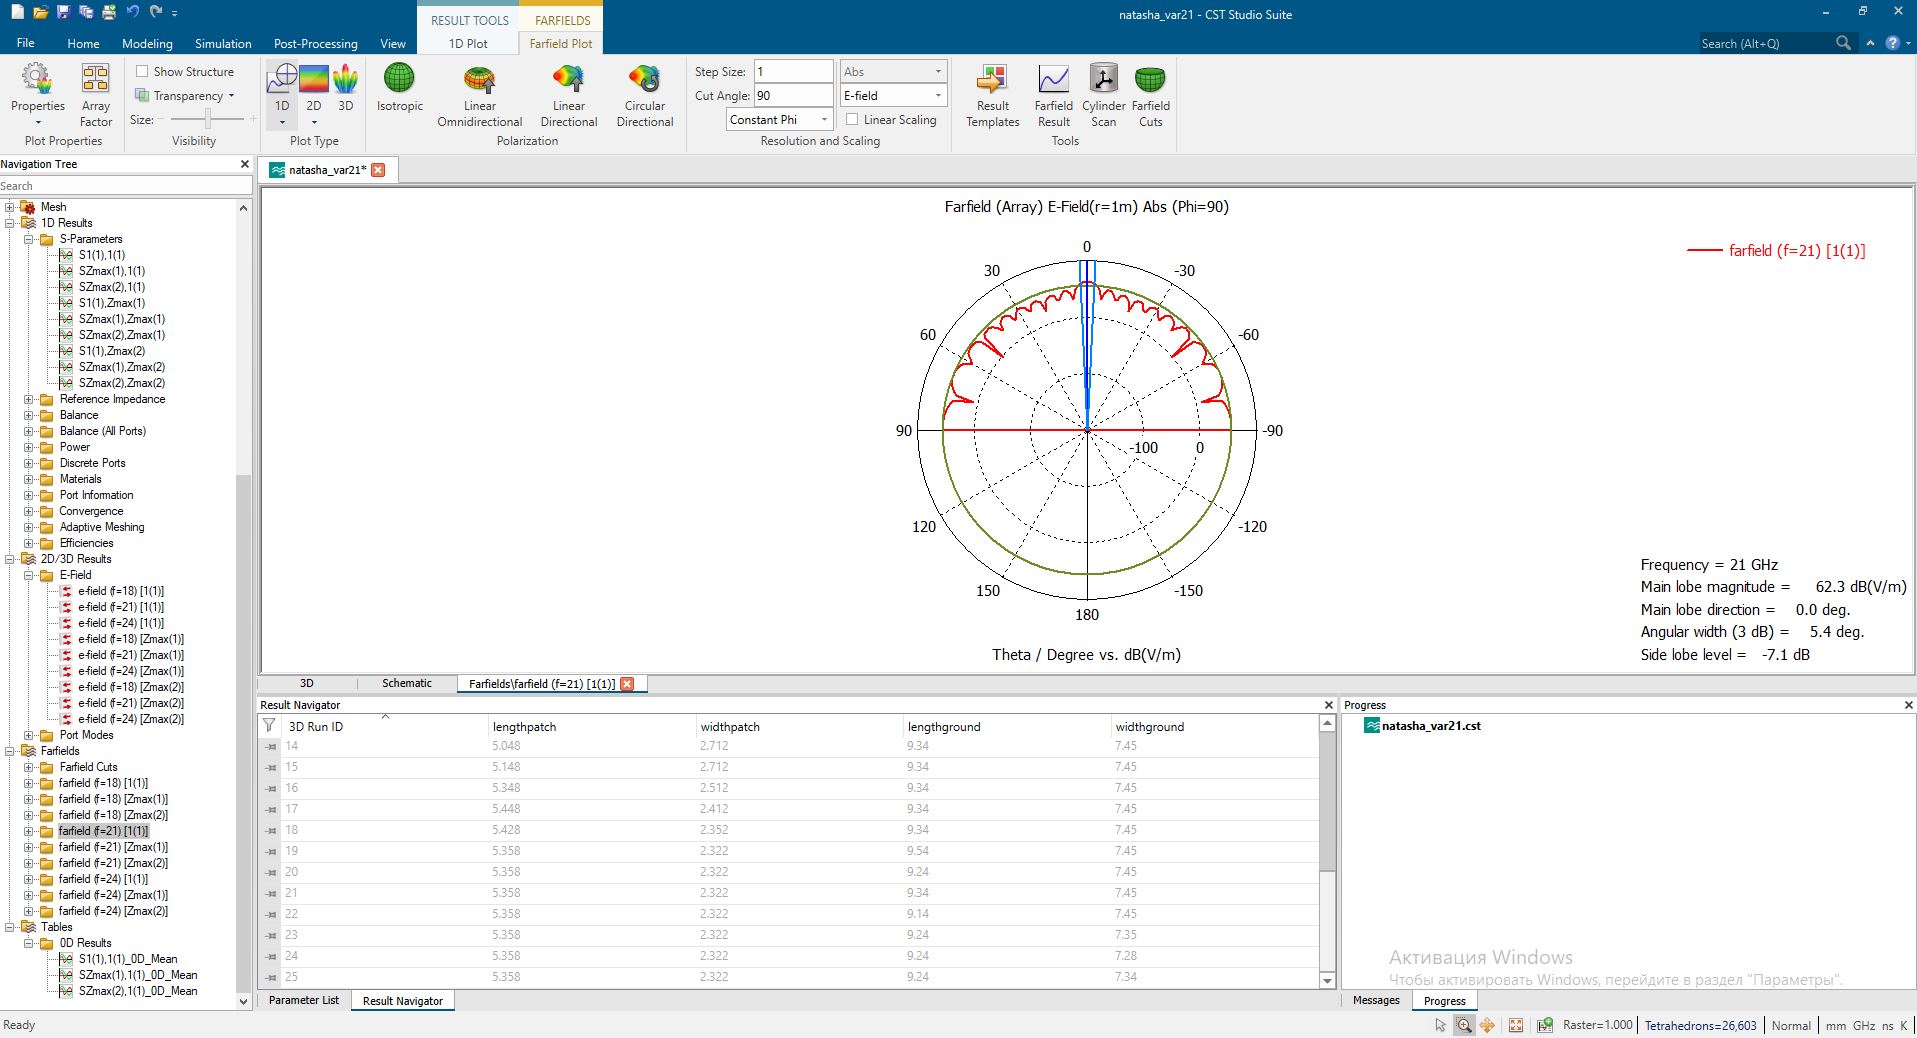 natasha_var21 - CST Studio Suite
RESULT TOOLS FARFIELDS
File Home Modeling Simulation Post-Processing View 1D Plot Farfield Plot
Search (Alt+Q)
Properties
Array Factor
Plot Properties
Show Structure
Transparency
Size:
Visibility
1D 2D 3D
Plot Type
Isotropic
Linear Omnidirectional
Linear Directional
Circular Directional
Polarization
Step Size: 1 Abs
Cut Angle: 90 E-field
Constant Phi Linear Scaling
Resolution and Scaling
Result Templates
Farfield Result
Cylinder Scan
Farfield Cuts
Tools
Navigation Tree
Search
Mesh
1D Results
S-Parameters
S1(1),1(1)
SZmax(1),1(1)
SZmax(2),1(1)
S1(1),Zmax(1)
SZmax(1),Zmax(1)
SZmax(2),Zmax(1)
S1(1),Zmax(2)
SZmax(1),Zmax(2)
SZmax(2),Zmax(2)
Reference Impedance
Balance
Balance (All Ports)
Power
Discrete Ports
Materials
Port Information
Convergence
Adaptive Meshing
Efficiencies
2D/3D Results
E-Field
e-field (f=18) [1(1)]
e-field (f=21) [1(1)]
e-field (f=24) [1(1)]
e-field (f=18) [Zmax(1)]
e-field (f=21) [Zmax(1)]
e-field (f=24) [Zmax(1)]
e-field (f=18) [Zmax(2)]
e-field (f=21) [Zmax(2)]
e-field (f=24) [Zmax(2)]
Port Modes
Farfields
Farfield Cuts
farfield (f=18) [1(1)]
farfield (f=18) [Zmax(1)]
farfield (f=18) [Zmax(2)]
farfield (f=21) [1(1)]
farfield (f=21) [Zmax(1)]
farfield (f=21) [Zmax(2)]
farfield (f=24) [1(1)]
farfield (f=24) [Zmax(1)]
farfield (f=24) [Zmax(2)]
Tables
0D Results
S1(1),1(1)_0D_Mean
SZmax(1),1(1)_0D_Mean
SZmax(2),1(1)_0D_Mean
natasha_var21*
Farfield (Array) E-Field(r=1m) Abs (Phi=90)
farfield (f=21) [1(1)]
0
30 -30
60 -60
90 -90
-100 0
120 -120
150 -150
180
Theta / Degree vs. dB(V/m)
Frequency = 21 GHz
Main lobe magnitude = 62.3 dB(V/m)
Main lobe direction = 0.0 deg.
Angular width (3 dB) = 5.4 deg.
Side lobe level = -7.1 dB
3D Schematic Farfields\farfield (f=21) [1(1)]
Result Navigator
3D Run ID lengthpatch widthpatch lengthground widthground
14 5.048 2.712 9.34 7.45
15 5.148 2.712 9.34 7.45
16 5.348 2.512 9.34 7.45
17 5.448 2.412 9.34 7.45
18 5.428 2.352 9.34 7.45
19 5.358 2.322 9.54 7.45
20 5.358 2.322 9.24 7.45
21 5.358 2.322 9.34 7.45
22 5.358 2.322 9.14 7.45
23 5.358 2.322 9.24 7.35
24 5.358 2.322 9.24 7.28
25 5.358 2.322 9.24 7.34
Parameter List Result Navigator
Progress
natasha_var21.cst
Активация Windows
Чтобы активировать Windows, перейдите в раздел "Параметры".
Messages Progress
Ready
Raster=1.000 Tetrahedrons=26,603 Normal mm GHz ns K